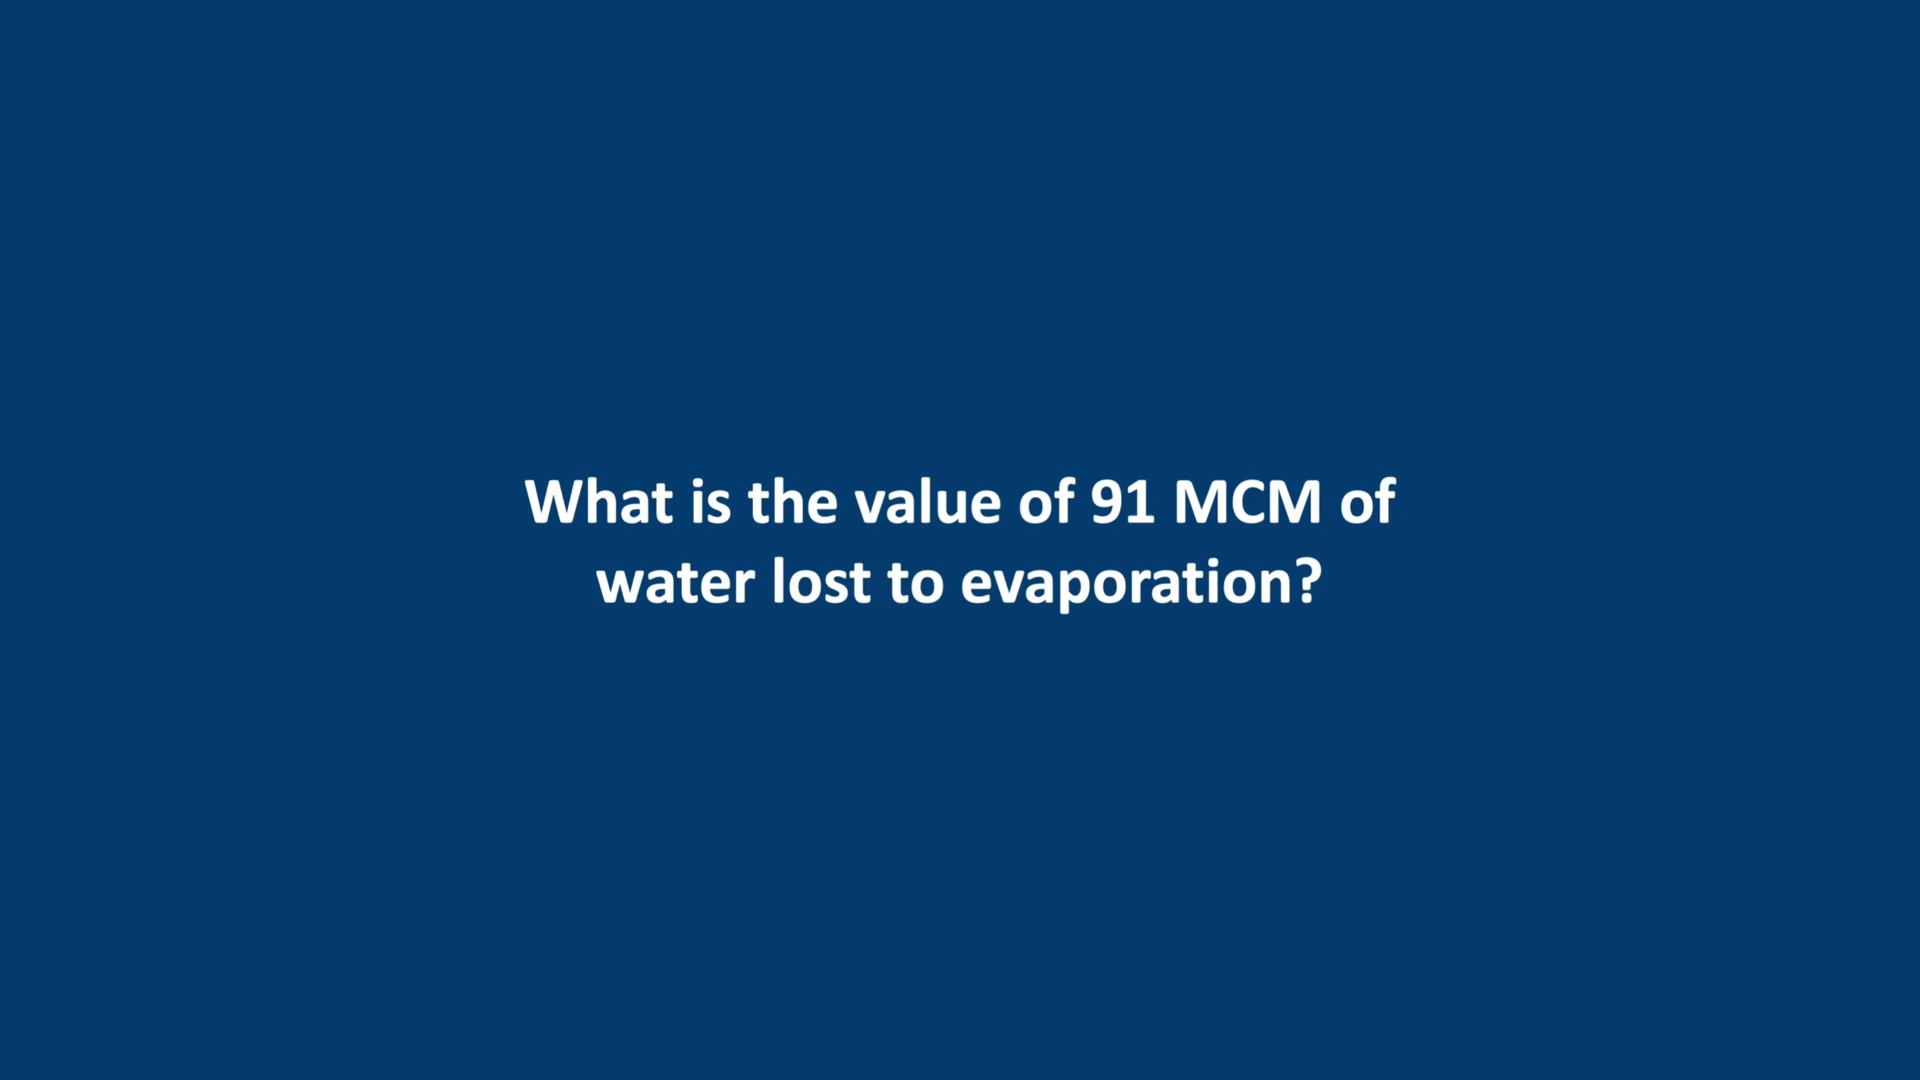 What is the value of 91 MCM of
water lost to evaporation?